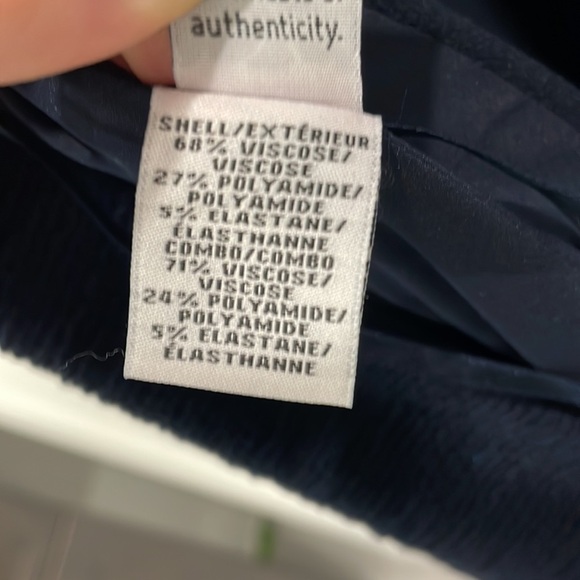 authenticity.
SHELL/EXTÉRIEUR
68% VISCOSE/
VISCOSE
27% POLYAMIDE/
POLYAMIDE
5% ELASTANE/
ÉLASTHANNE
COMBO/COMBO
71% VISCOSE/
VISCOSE
24% POLYAMIDE/
POLYAMIDE
5% ELASTANE/
ÉLASTHANNE